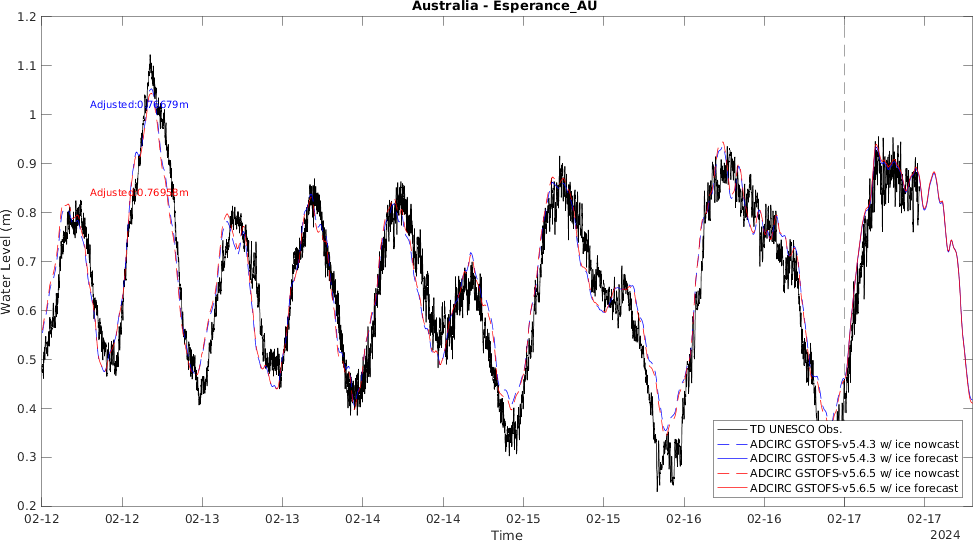 Australia - Esperance_AU
1.2
1.1
1
0.9
0.8
0.7
0.6
0.5
0.4
0.3
0.2
Water Level (m)
Adjusted:0.76679m
Adjusted:0.76953m
TD UNESCO Obs.
ADCIRC GSTOFS-v5.4.3 w/ ice nowcast
ADCIRC GSTOFS-v5.4.3 w/ ice forecast
ADCIRC GSTOFS-v5.6.5 w/ ice nowcast
ADCIRC GSTOFS-v5.6.5 w/ ice forecast
02-12 02-12 02-13 02-13 02-14 02-14 02-15 02-15 02-16 02-16 02-17 02-17
2024
Time